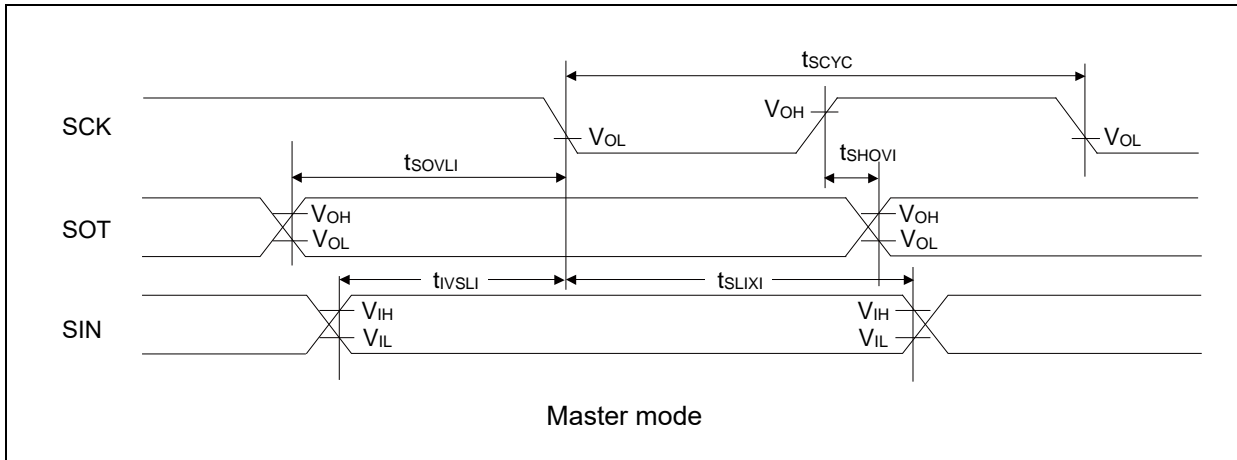 tSCYC
SCK
VOH
VOL
VOL
tSHOVI
tSOVLI
SOT
VOH
VOL
VOH
VOL
tIVSLI
tSLIXI
SIN
VIH
VIL
VIH
VIL
Master mode